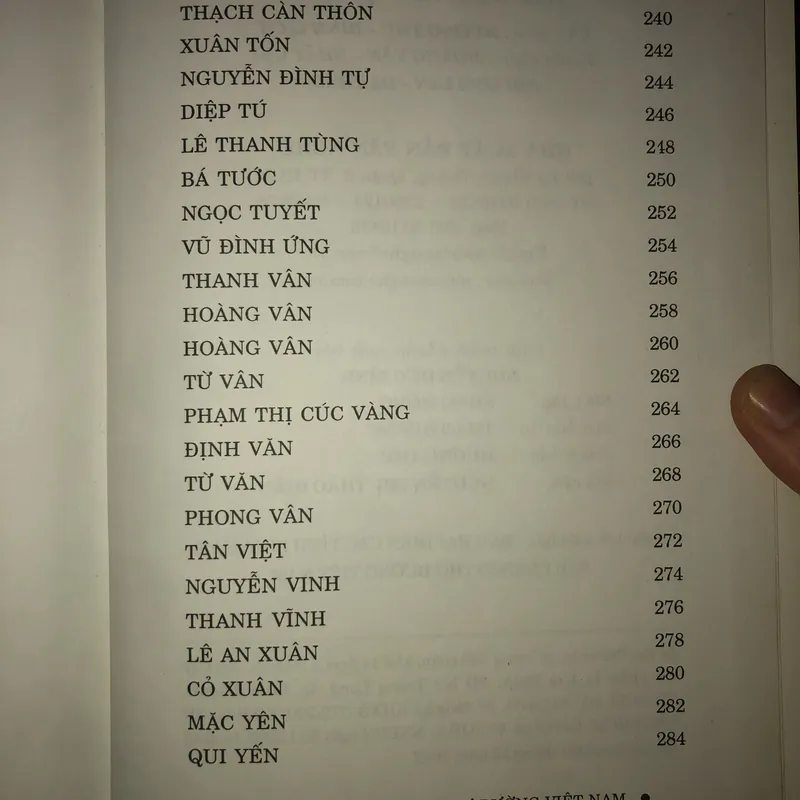 THẠCH CÀN THÔN 240
XUÂN TỐN 242
NGUYỄN ĐÌNH TỰ 244
DIỆP TÚ 246
LÊ THANH TÙNG 248
BÁ TƯỚC 250
NGỌC TUYẾT 252
VŨ ĐÌNH ỨNG 254
THANH VÂN 256
HOÀNG VÂN 258
HOÀNG VÂN 260
TỪ VÂN 262
PHẠM THỊ CÚC VÀNG 264
ĐỊNH VĂN 266
TỪ VĂN 268
PHONG VÂN 270
TÂN VIỆT 272
NGUYỄN VINH 274
THANH VĨNH 276
LÊ AN XUÂN 278
CỎ XUÂN 280
MẶC YÊN 282
QUI YẾN 284
VIỆT NAM ●